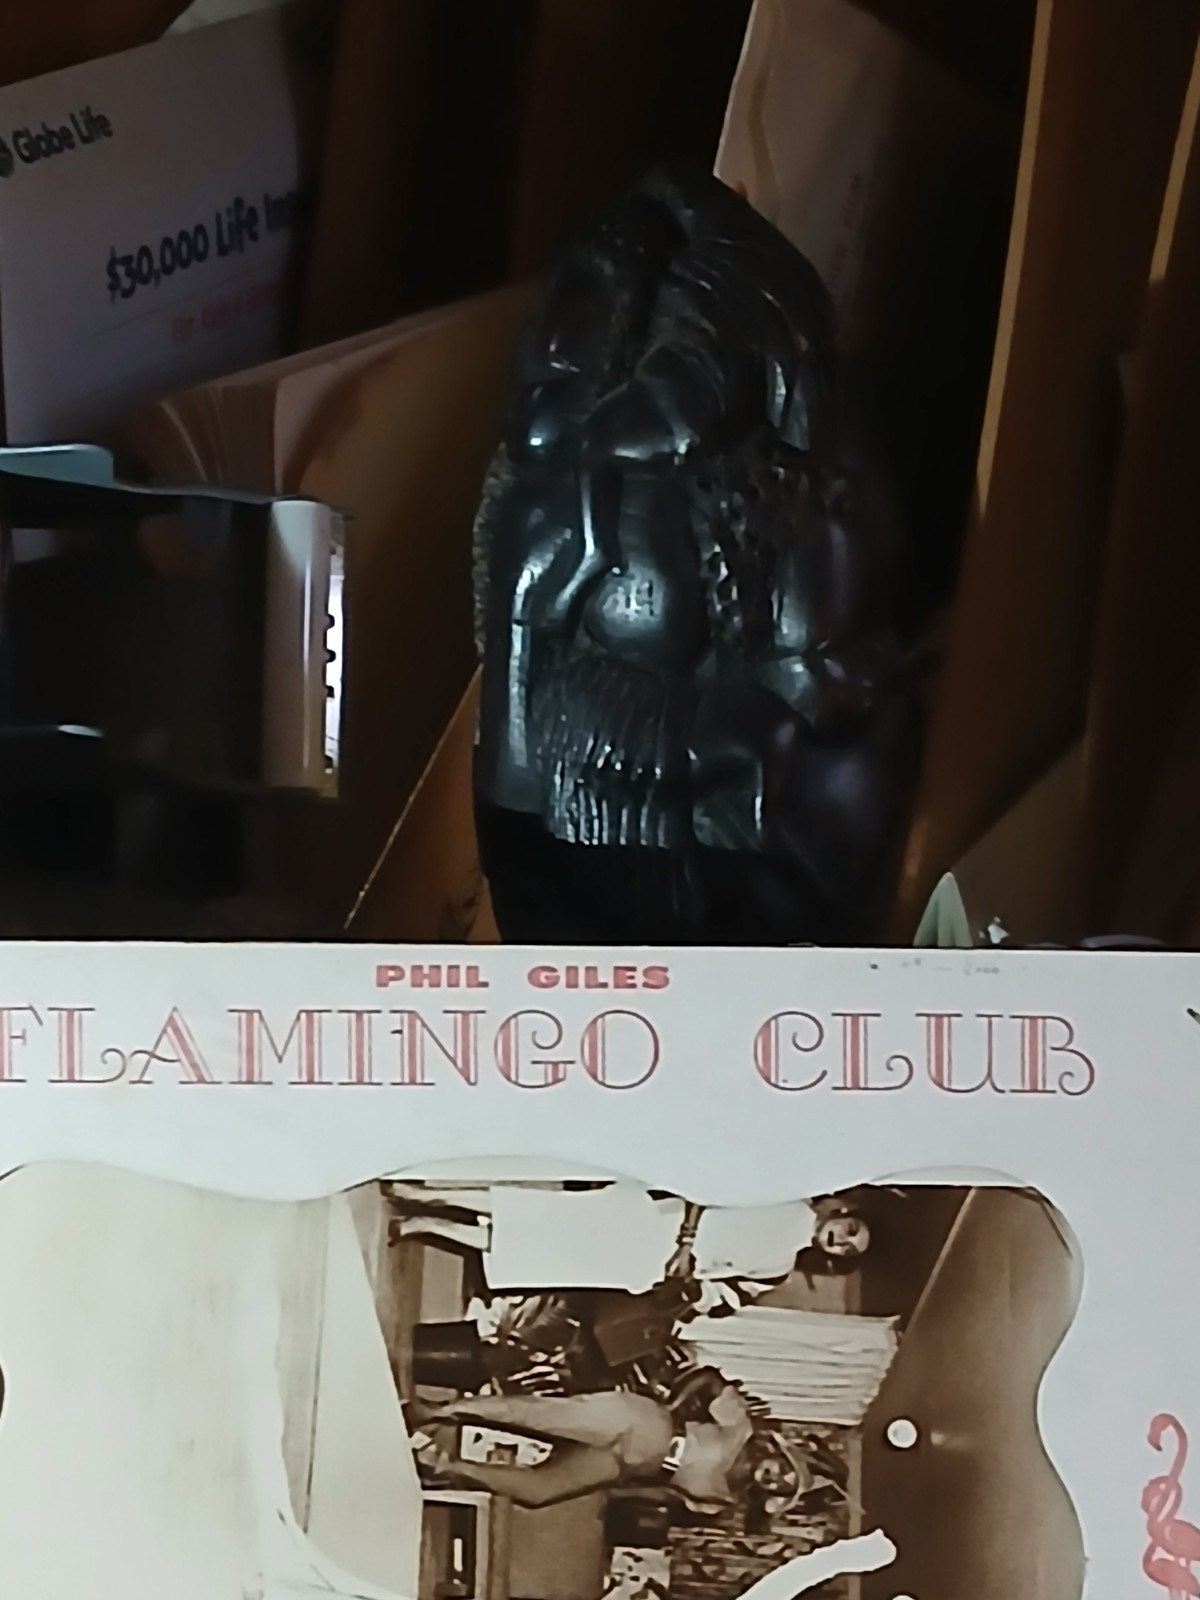 Globe Life
$30,000 Life
PHIL GILES
FLAMINGO CLUB